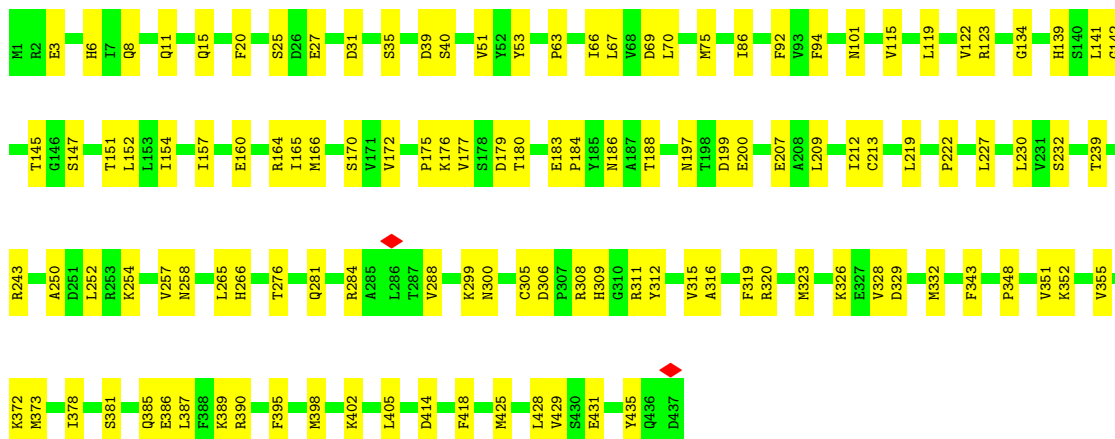 M1 R2 E3 H6 I7 Q8 Q11 Q15 F20 S25 D26 E27 D31 S35 D39 S40 V51 Y52 Y53 P63 I66 L67 V68 D69 L70 M75 I86 F92 V93 F94 N101 V115 L119 V122 R123 G134 H139 S140 L141 G142
T145 G146 S147 T151 L152 L153 I154 I157 E160 R164 I165 M166 S170 V171 V172 P175 K176 V177 S178 D179 T180 E183 P184 Y185 N186 A187 T188 N197 T198 D199 E200 E207 A208 L209 I212 C213 L219 P222 L227 L230 V231 S232 T239
R243 A250 D251 L252 R253 K254 V257 N258 L265 H266 T276 Q281 R284 A285 L286 T287 V288 K299 N300 C305 D306 P307 R308 H309 G310 R311 Y312 V315 A316 F319 R320 M323 K326 E327 V328 D329 M332 F343 P348 V351 K352 V355
K372 M373 I378 S381 Q385 E386 L387 F388 K389 R390 F395 M398 K402 L405 D414 F418 M425 L428 V429 S430 E431 Y435 Q436 D437